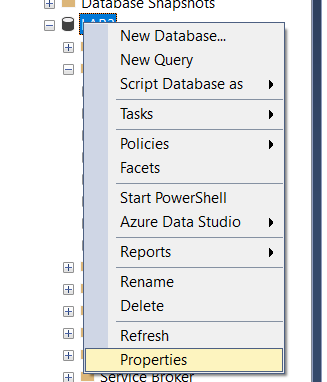 Database Snapshots
New Database...
New Query
Script Database as
Tasks
Policies
Facets
Start PowerShell
Azure Data Studio
Reports
Rename
Delete
Refresh
Properties
Service Broker